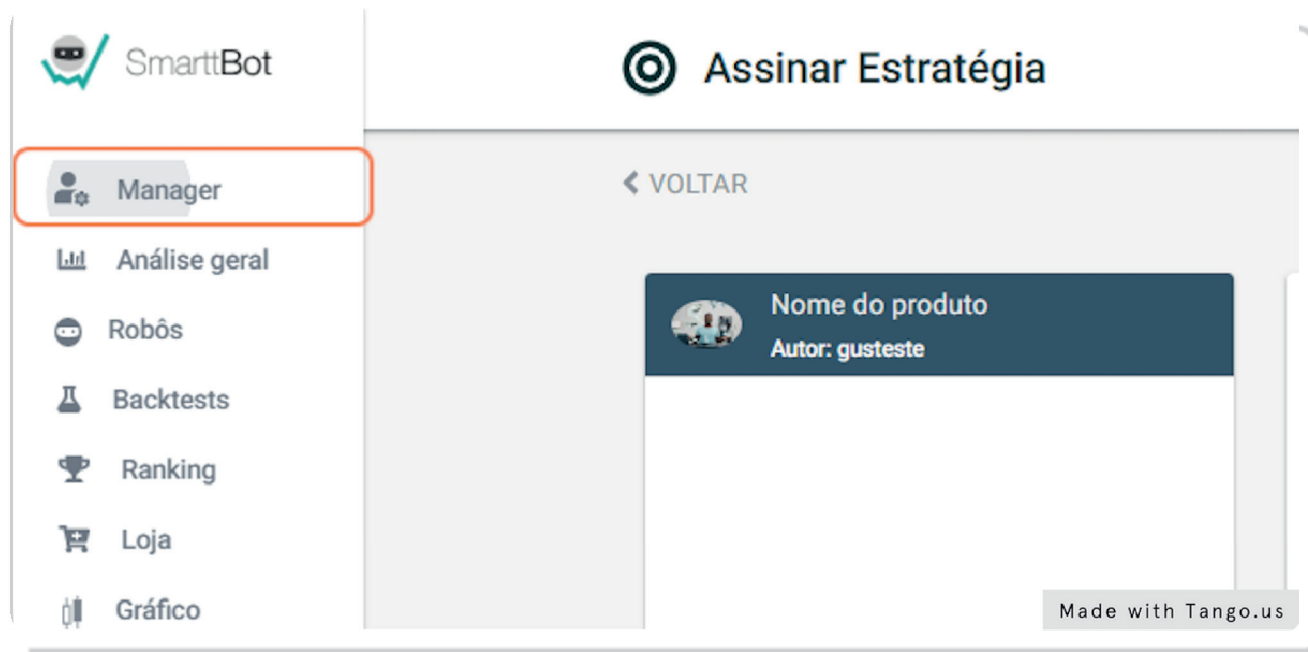 SmarttBot
Assinar Estratégia
Manager
Análise geral
Robôs
Backtests
Ranking
Loja
Gráfico
VOLTAR
Nome do produto
Autor: gusteste
Made with Tango.us